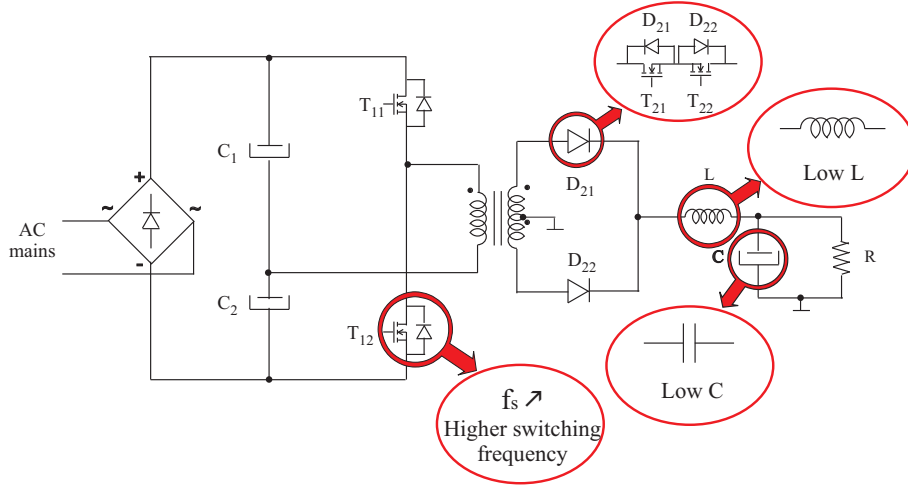 D21 D22
T21 T22
T11
C1
D21
L
Low L
+
~ ~
AC
mains
-
C
R
D22
C2
T12
Low C
fs ↗
Higher switching
frequency